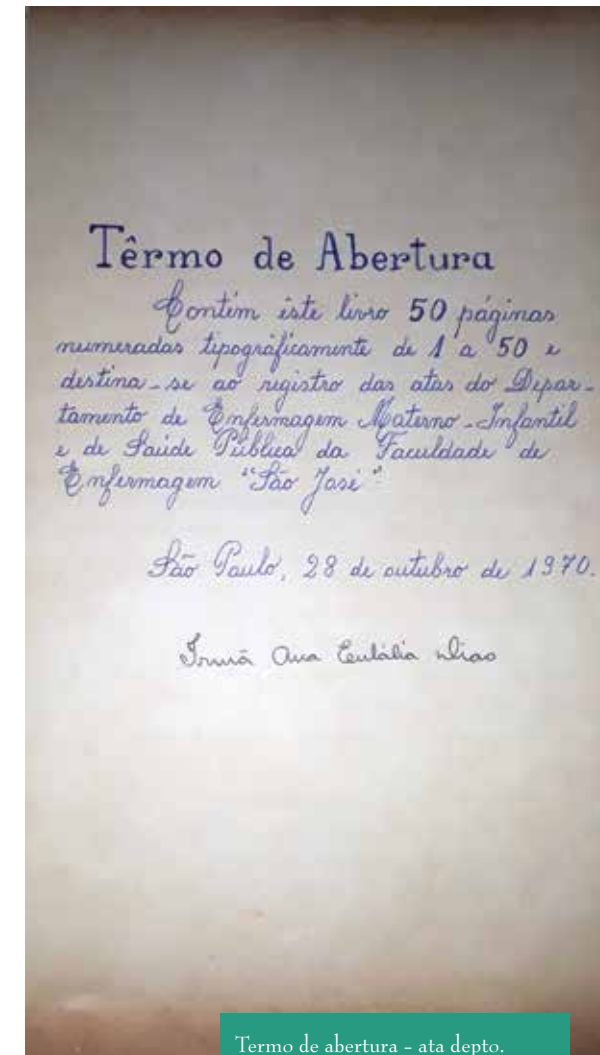 Têrmo de Abertura
Contém êste livro 50 páginas
numeradas tipográficamente de 1 a 50 e
destina-se ao registro das atas do Depar-
tamento de Enfermagem Materno-Infantil
e de Saúde Pública da Faculdade de
Enfermagem "São José"
São Paulo, 28 de outubro de 1970.
Irmã Ana Eulália Dias
Termo de abertura - ata depto.